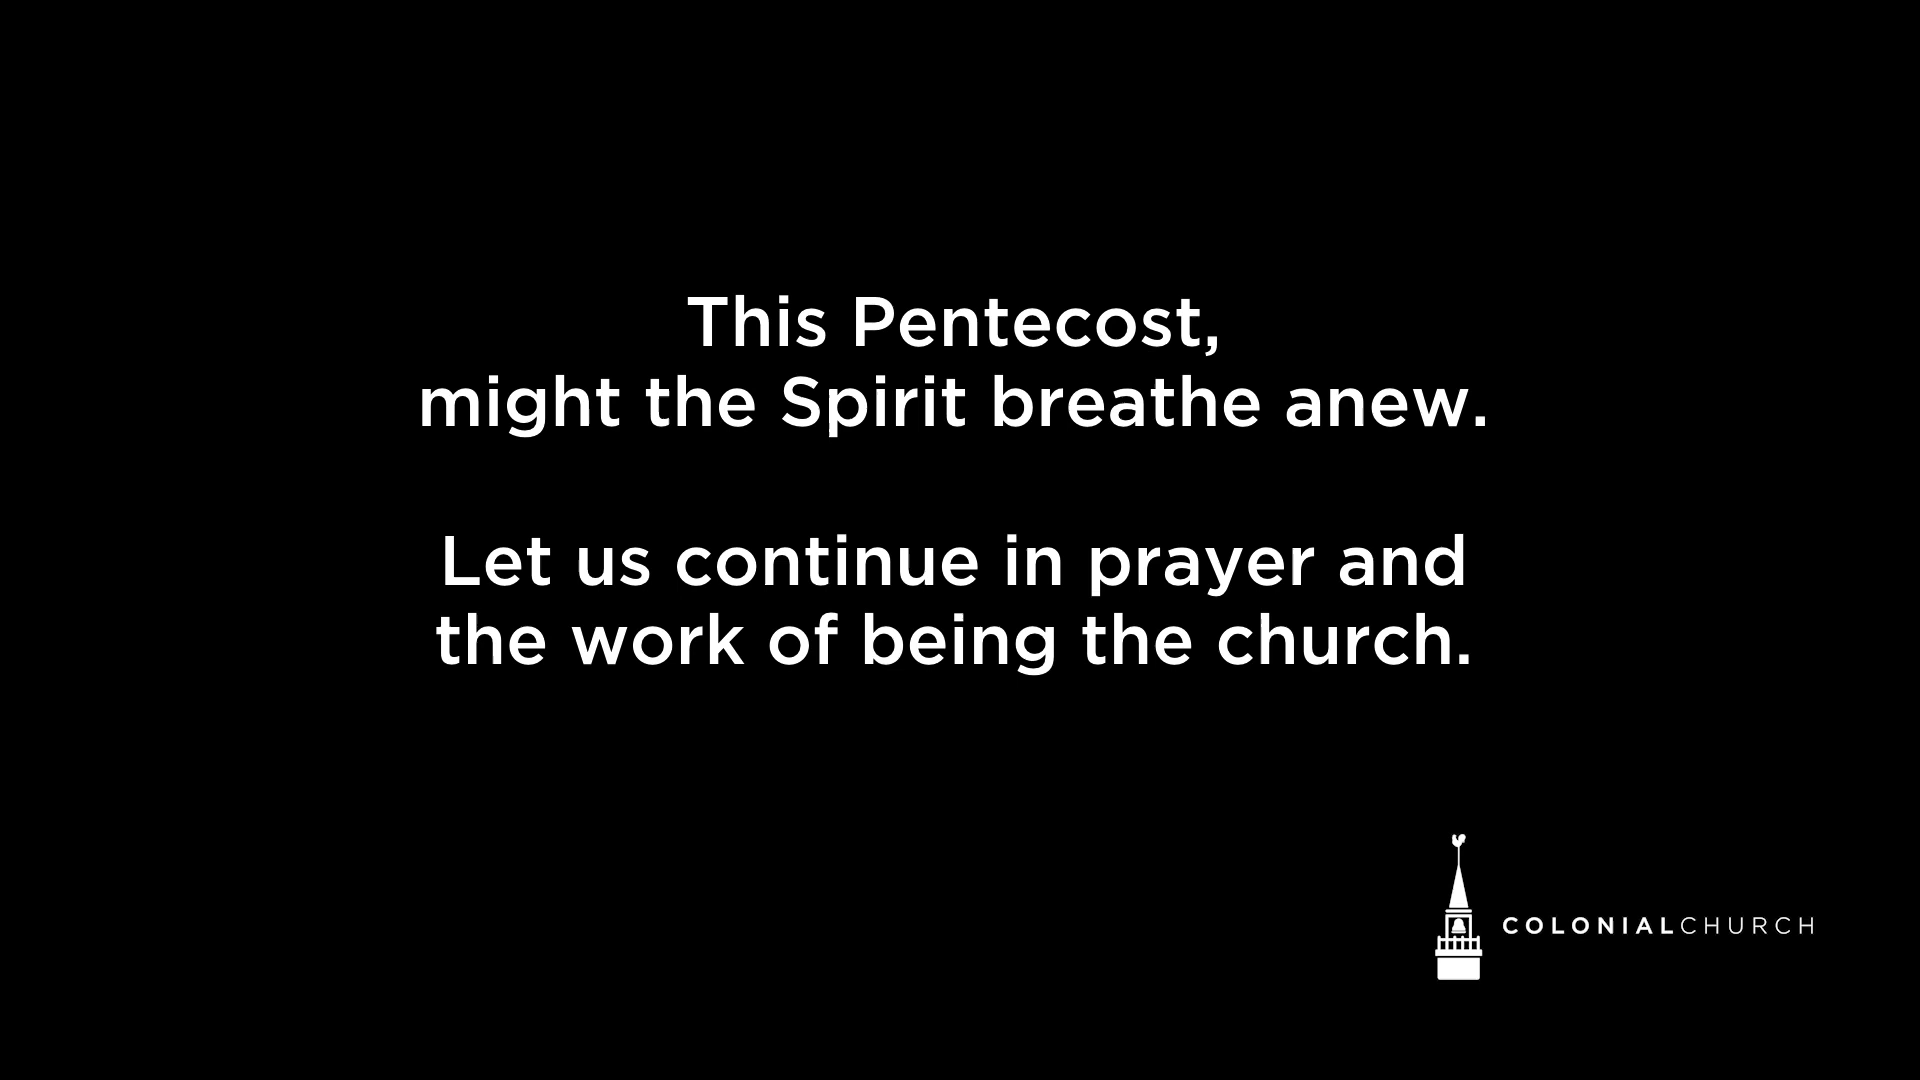 This Pentecost,
might the Spirit breathe anew.
Let us continue in prayer and
the work of being the church.
COLONIALCHURCH